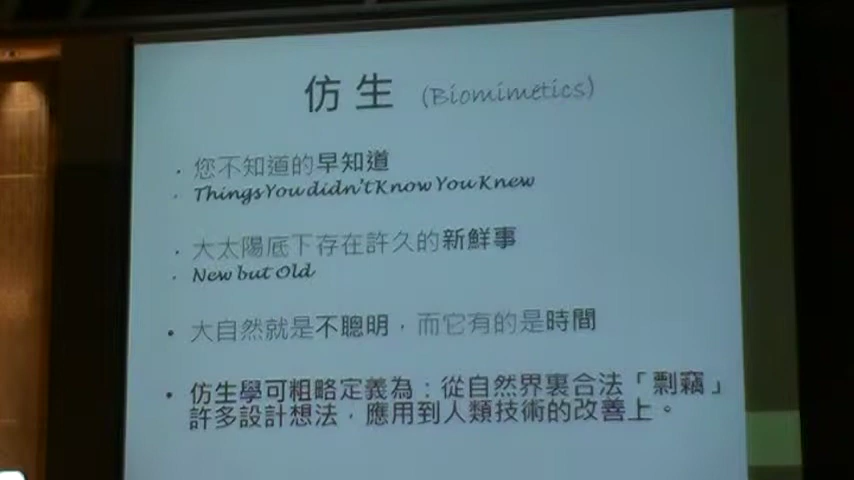 仿生 (Biomimetics)
• 您不知道的早知道
• Things You didn't Know You Knew
• 大太陽底下存在許久的新鮮事
• New but Old
• 大自然就是不聰明，而它有的是時間
• 仿生學可粗略定義為：從自然界裏合法「剽竊」
許多設計想法，應用到人類技術的改善上。